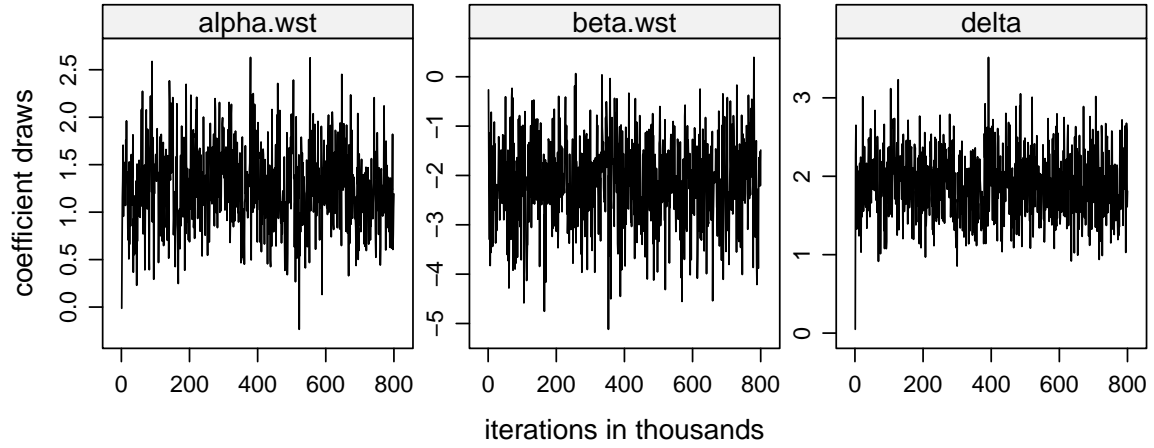 alpha.wst
beta.wst
delta
coefficient draws
0.0 0.5 1.0 1.5 2.0 2.5
−5 −4 −3 −2 −1 0
0 1 2 3
0 200 400 600 800
0 200 400 600 800
0 200 400 600 800
iterations in thousands